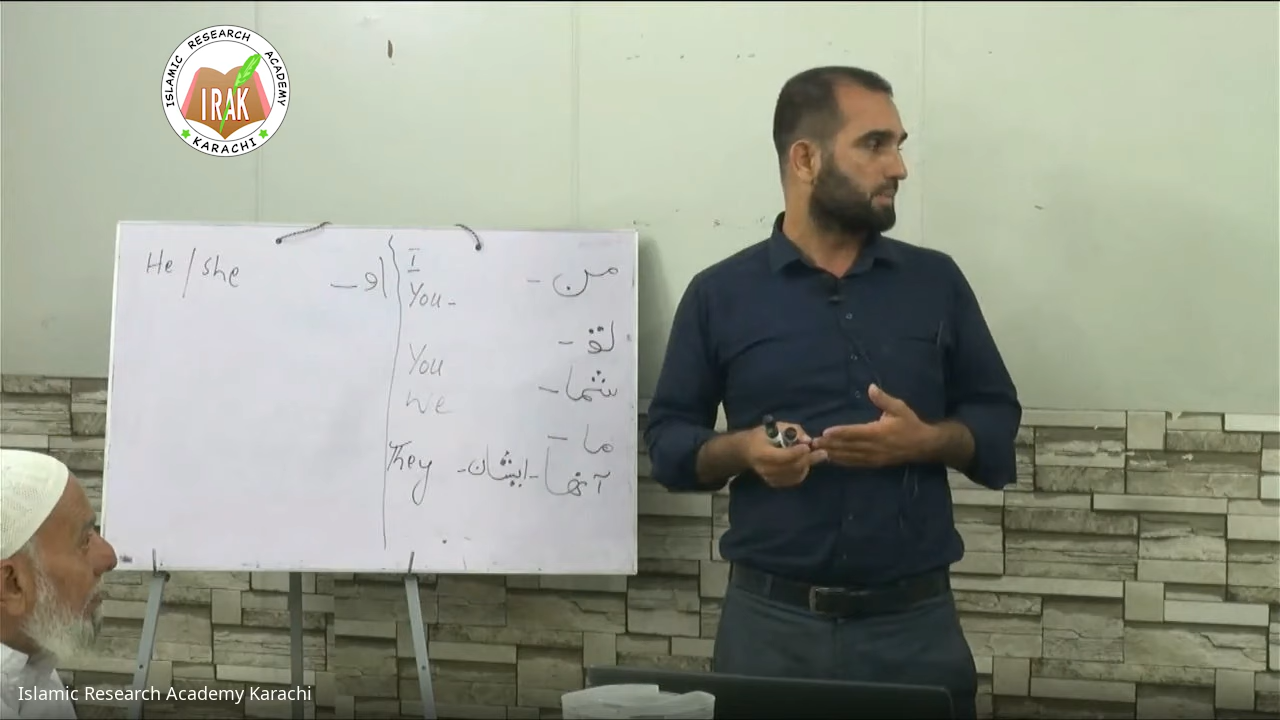 ISLAMIC RESEARCH ACADEMY
IRAK
KARACHI
He / She او -
I من -
You -
تو -
You شما -
We ما -
They - ایشان - آنها
Islamic Research Academy Karachi